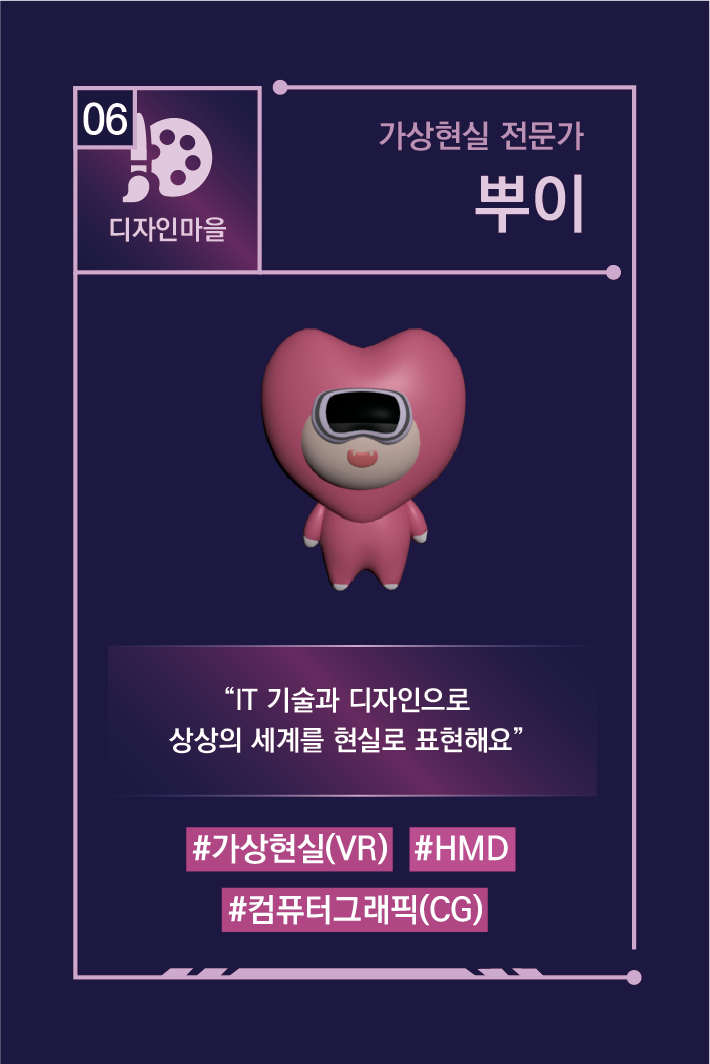 06
디자인마을
가상현실 전문가
뿌이
“IT 기술과 디자인으로
상상의 세계를 현실로 표현해요”
#가상현실(VR) #HMD
#컴퓨터그래픽(CG)